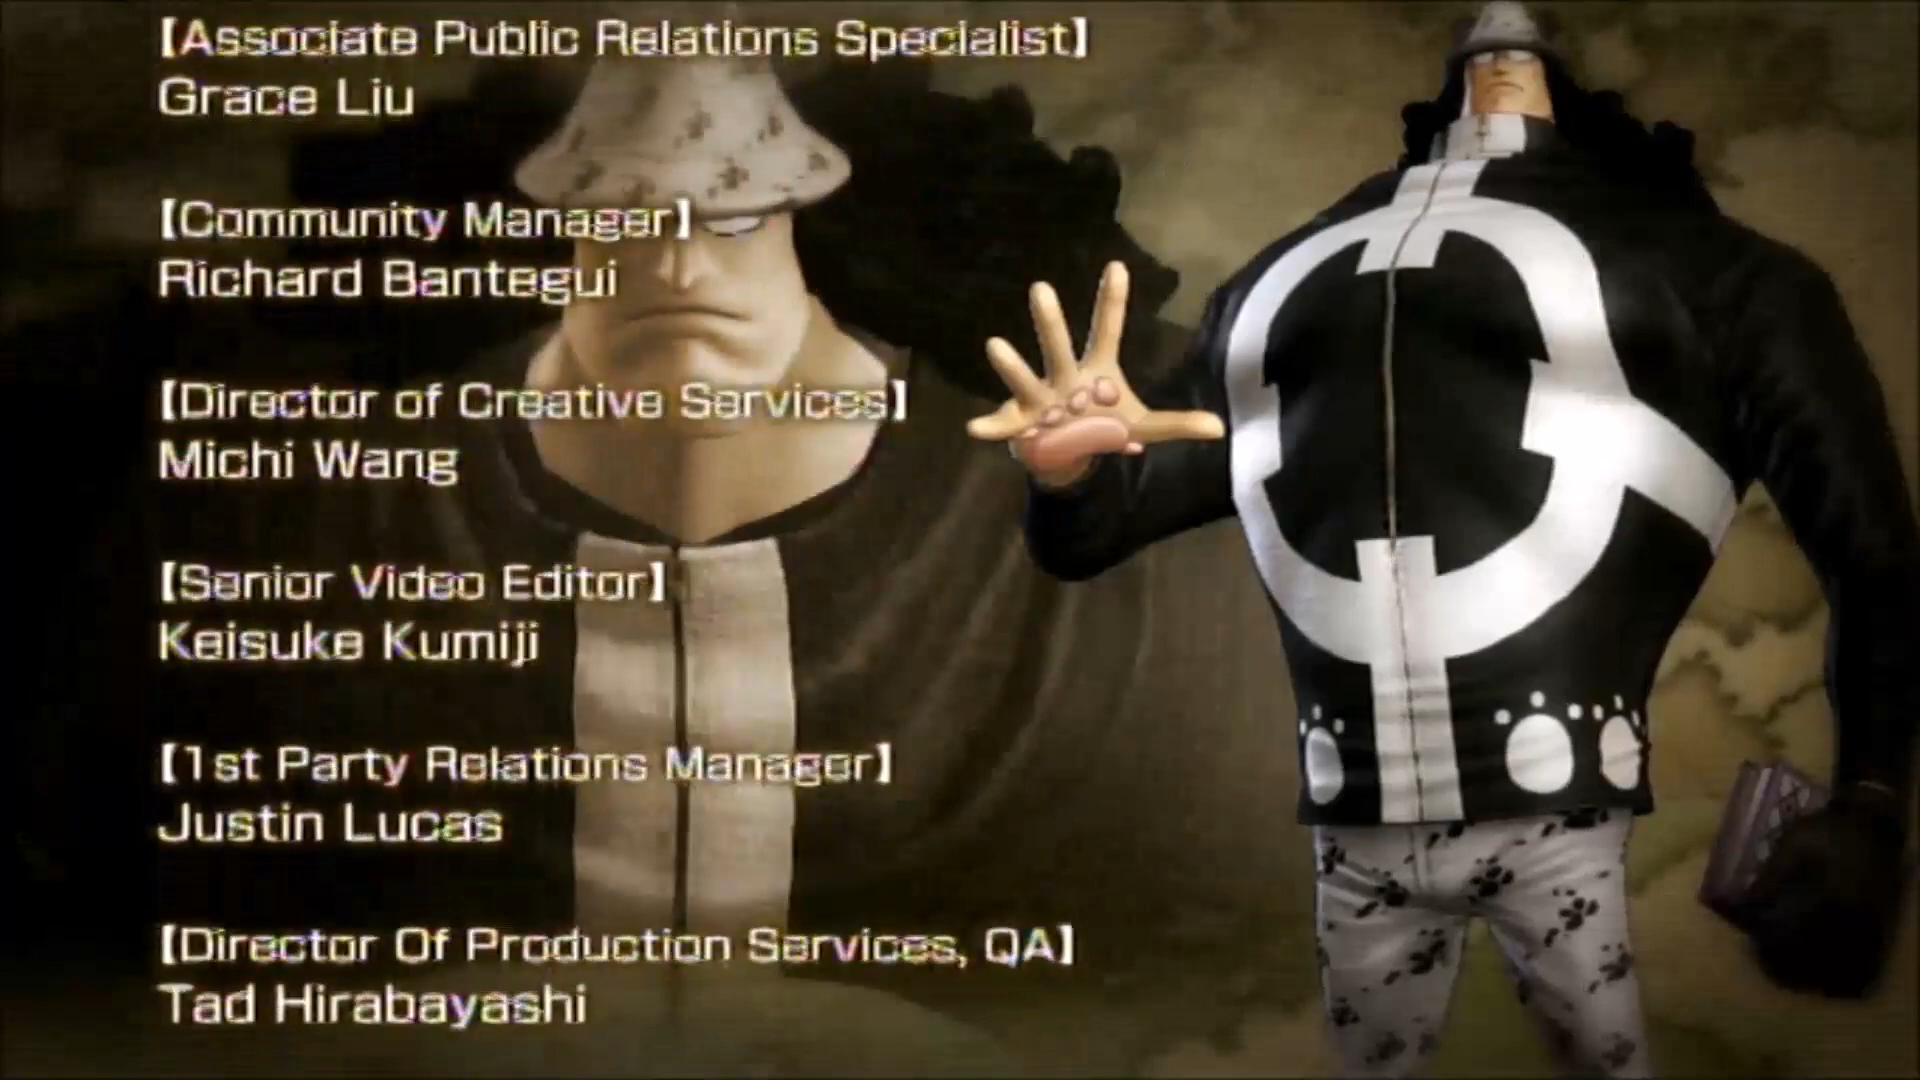 【Associate Public Relations Specialist】
Grace Liu
【Community Manager】
Richard Bantegui
【Director of Creative Services】
Michi Wang
【Senior Video Editor】
Keisuke Kumiji
【1st Party Relations Manager】
Justin Lucas
【Director Of Production Services, QA】
Tad Hirabayashi